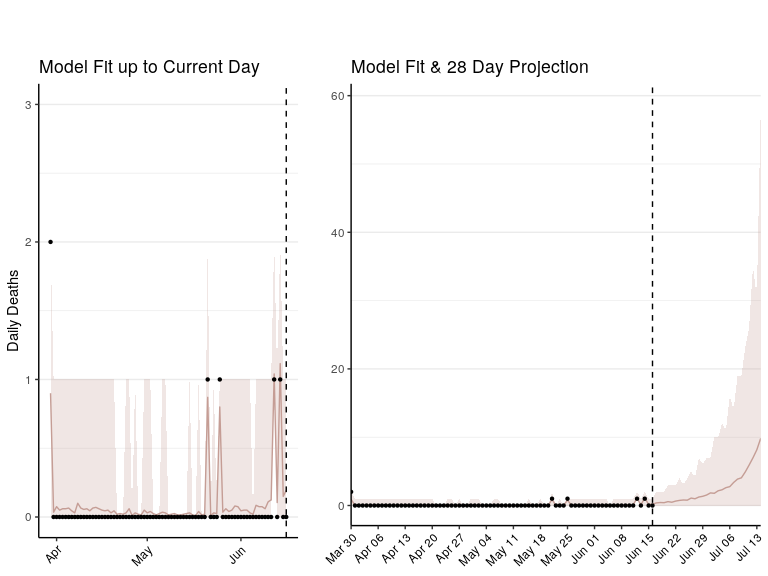 Model Fit up to Current Day
Daily Deaths
3
2
1
0
Apr
May
Jun
Model Fit & 28 Day Projection
60
40
20
0
Mar 30
Apr 06
Apr 13
Apr 20
Apr 27
May 04
May 11
May 18
May 25
Jun 01
Jun 08
Jun 15
Jun 22
Jun 29
Jul 06
Jul 13